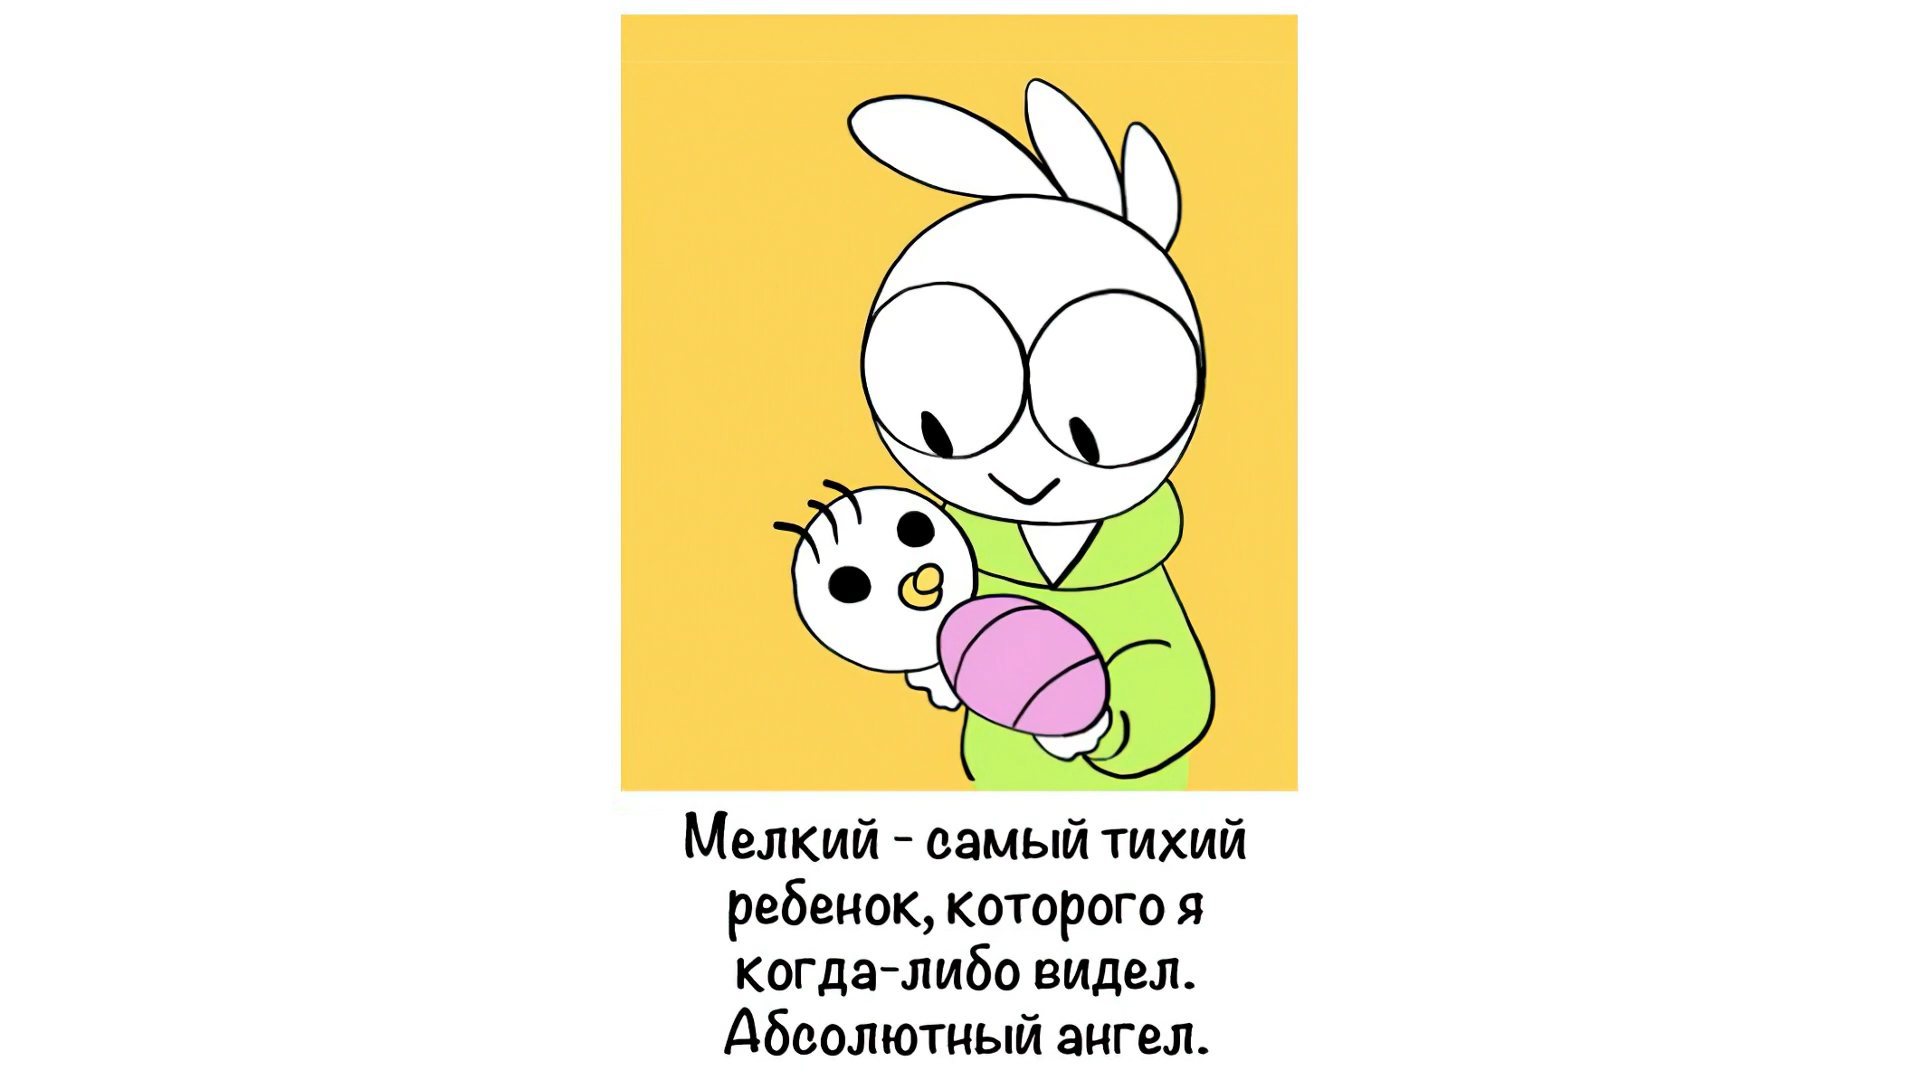 Мелкий - самый тихий
ребенок, которого я
когда-либо видел.
Абсолютный ангел.